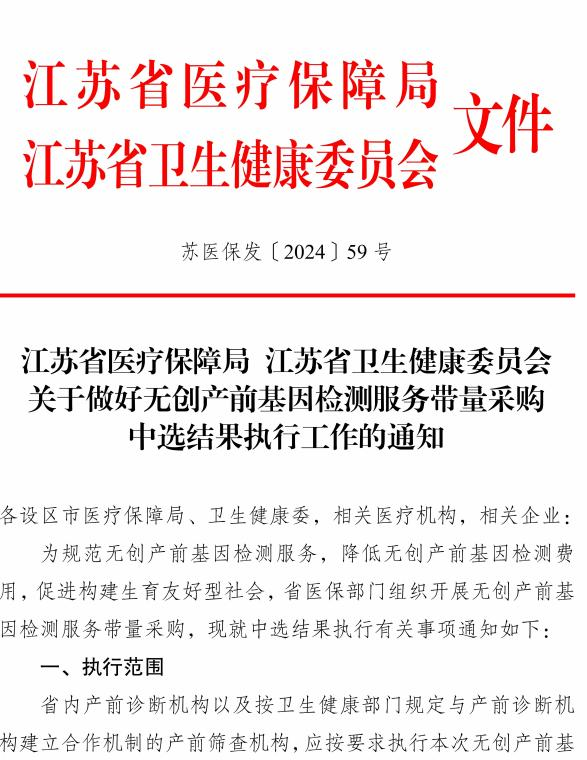 江苏省医疗保障局
江苏省卫生健康委员会
文件
苏医保发〔2024〕59 号
江苏省医疗保障局 江苏省卫生健康委员会
关于做好无创产前基因检测服务带量采购
中选结果执行工作的通知
各设区市医疗保障局、卫生健康委，相关医疗机构，相关企业：
为规范无创产前基因检测服务，降低无创产前基因检测费
用，促进构建生育友好型社会，省医保部门组织开展无创产前基
因检测服务带量采购，现就中选结果执行有关事项通知如下：
一、执行范围
省内产前诊断机构以及按卫生健康部门规定与产前诊断机
构建立合作机制的产前筛查机构，应按要求执行本次无创产前基